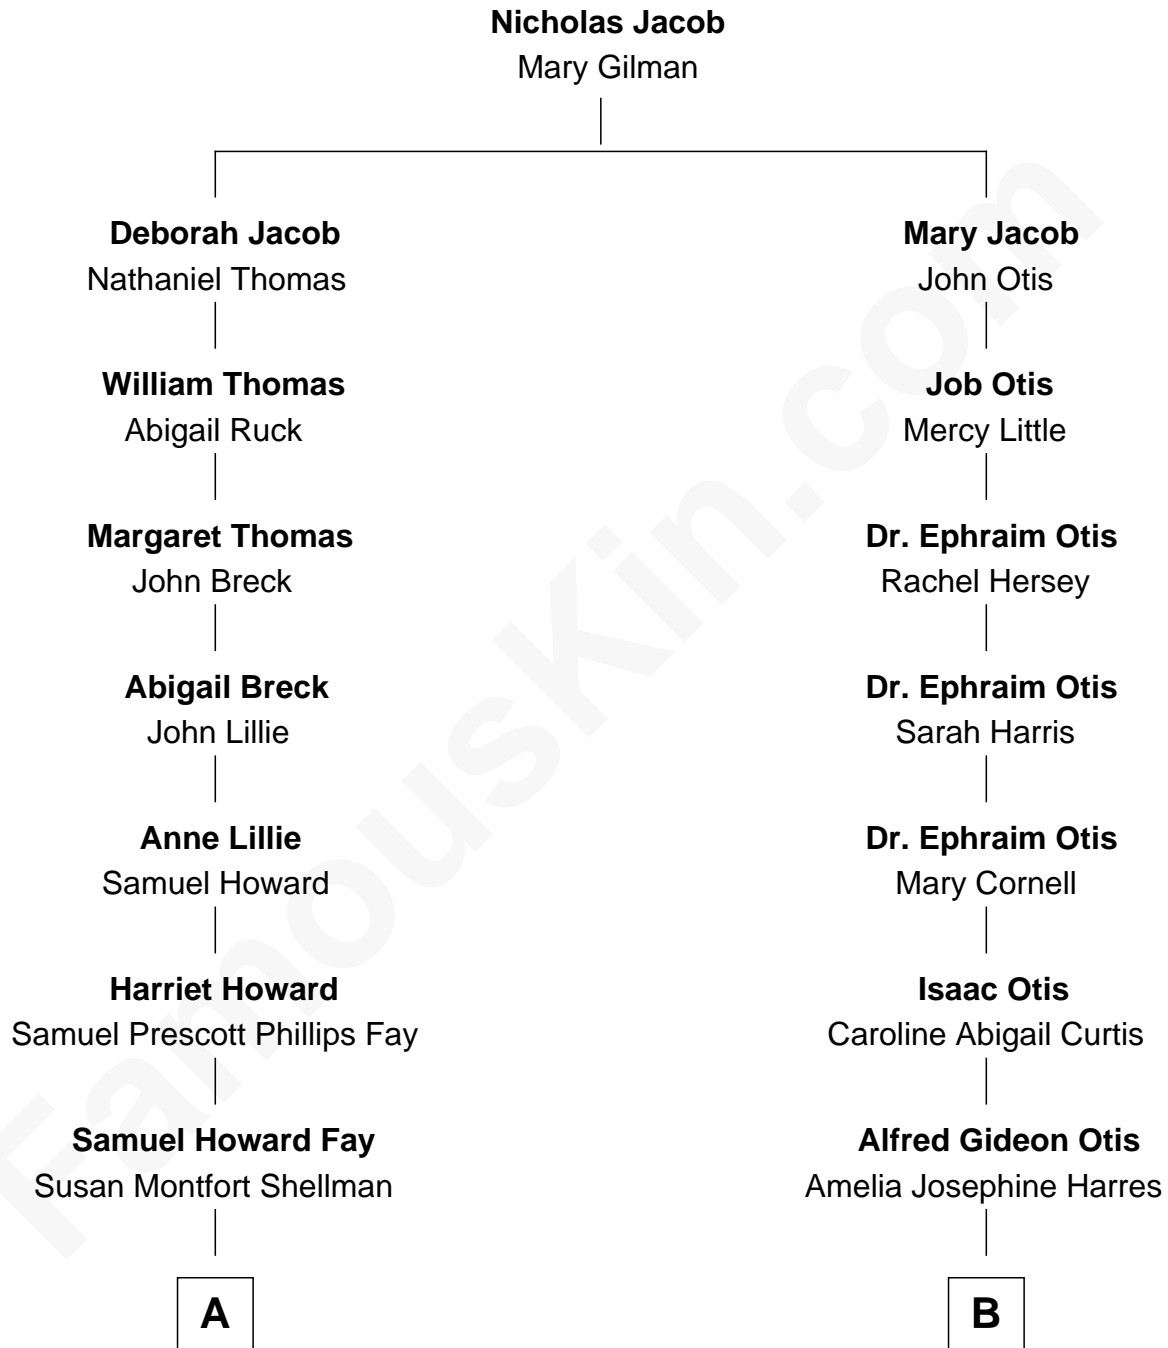 Nicholas Jacob
Mary Gilman
Deborah Jacob
Nathaniel Thomas
William Thomas
Abigail Ruck
Margaret Thomas
John Breck
Abigail Breck
John Lillie
Anne Lillie
Samuel Howard
Harriet Howard
Samuel Prescott Phillips Fay
Samuel Howard Fay
Susan Montfort Shellman
A
Mary Jacob
John Otis
Job Otis
Mercy Little
Dr. Ephraim Otis
Rachel Hersey
Dr. Ephraim Otis
Sarah Harris
Dr. Ephraim Otis
Mary Cornell
Isaac Otis
Caroline Abigail Curtis
Alfred Gideon Otis
Amelia Josephine Harres
B
FamousKin.com